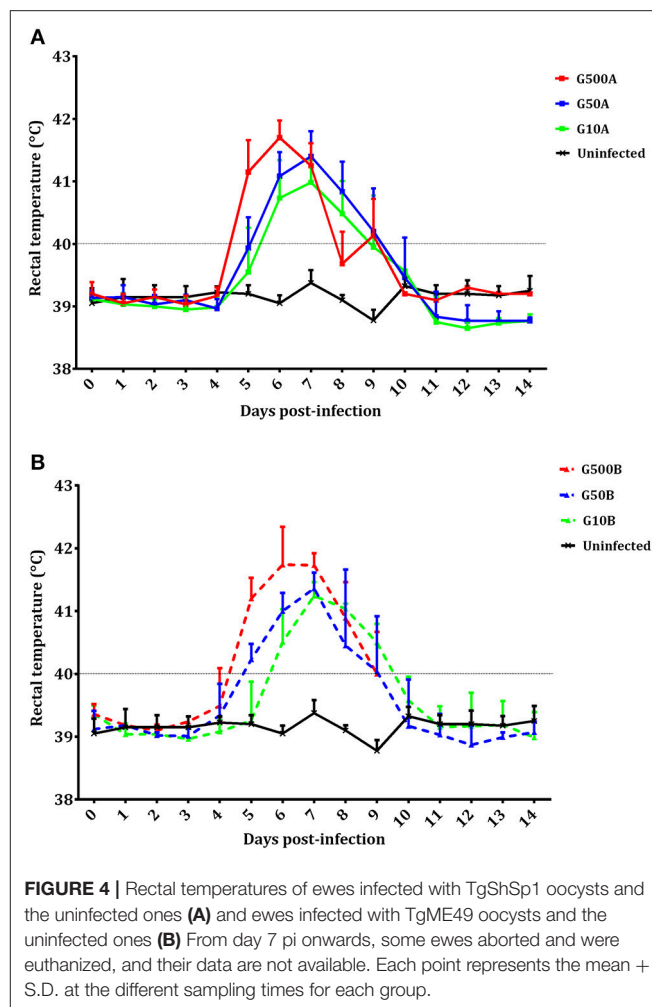 A
43
42
41
40
39
38
Rectal temperature (°C)
G500A
G50A
G10A
Uninfected
0 1 2 3 4 5 6 7 8 9 10 11 12 13 14
Days post-infection
B
43
42
41
40
39
38
Rectal temperature (°C)
G500B
G50B
G10B
Uninfected
0 1 2 3 4 5 6 7 8 9 10 11 12 13 14
Days post-infection
FIGURE 4 | Rectal temperatures of ewes infected with TgShSp1 oocysts and
the uninfected ones (A) and ewes infected with TgME49 oocysts and the
uninfected ones (B) From day 7 pi onwards, some ewes aborted and were
euthanized, and their data are not available. Each point represents the mean +
S.D. at the different sampling times for each group.